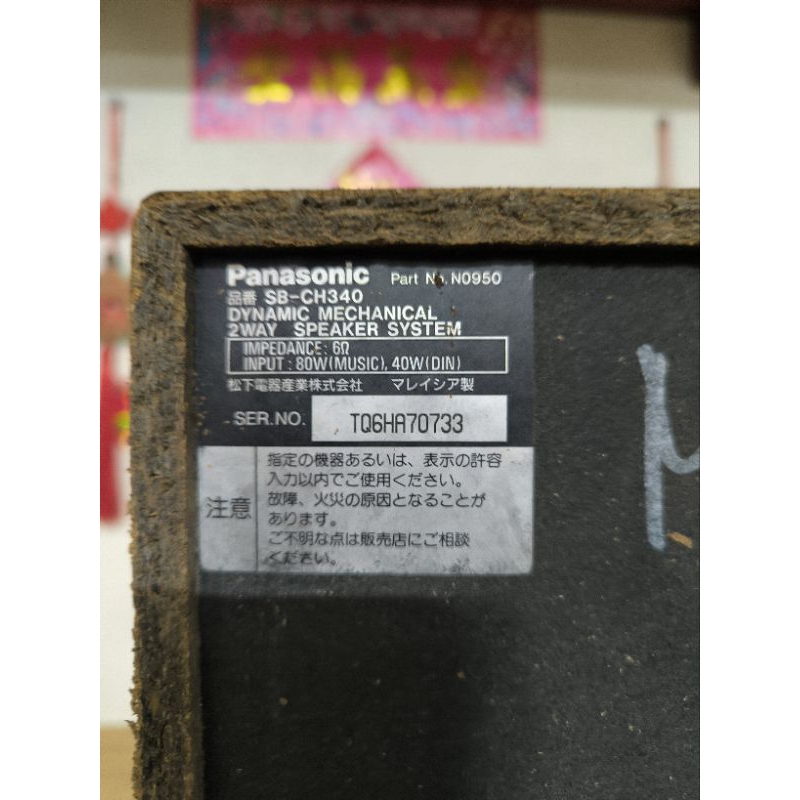 Panasonic Part No. N0950
品番 SB-CH340
DYNAMIC MECHANICAL
2WAY SPEAKER SYSTEM
IMPEDANCE: 6Ω
INPUT: 80W(MUSIC), 40W(DIN)
松下電器産業株式会社 マレイシア製
SER.NO. TQ6HA70733
注意
指定の機器あるいは、表示の許容
入力以内でご使用ください。
故障、火災の原因となることが
あります。
ご不明な点は販売店にご相談
ください。